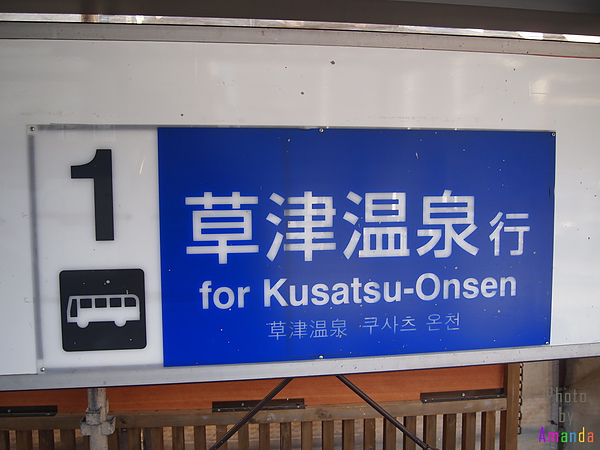 1
草津温泉行
for Kusatsu-Onsen
草津温泉 쿠사츠 온천
Photo
by
Amanda